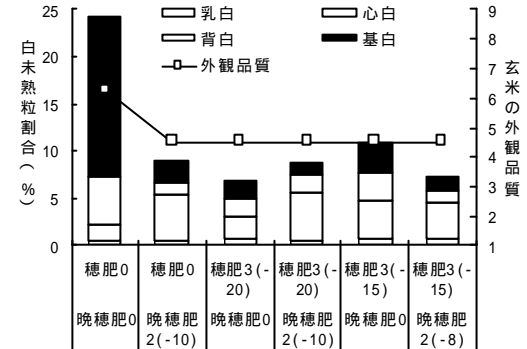 25
20
15
10
5
0
白未熟粒割合(%)
乳白
心白
背白
基白
外観品質
9
8
7
6
5
4
3
2
1
玄米の外観品質
穂肥0 穂肥0 穂肥3(- 穂肥3(- 穂肥3(- 穂肥3(-
20) 20) 15) 15)
晩穂肥0 晩穂肥 晩穂肥0 晩穂肥 晩穂肥0 晩穂肥
2(-10) 2(-10) 2(-8)